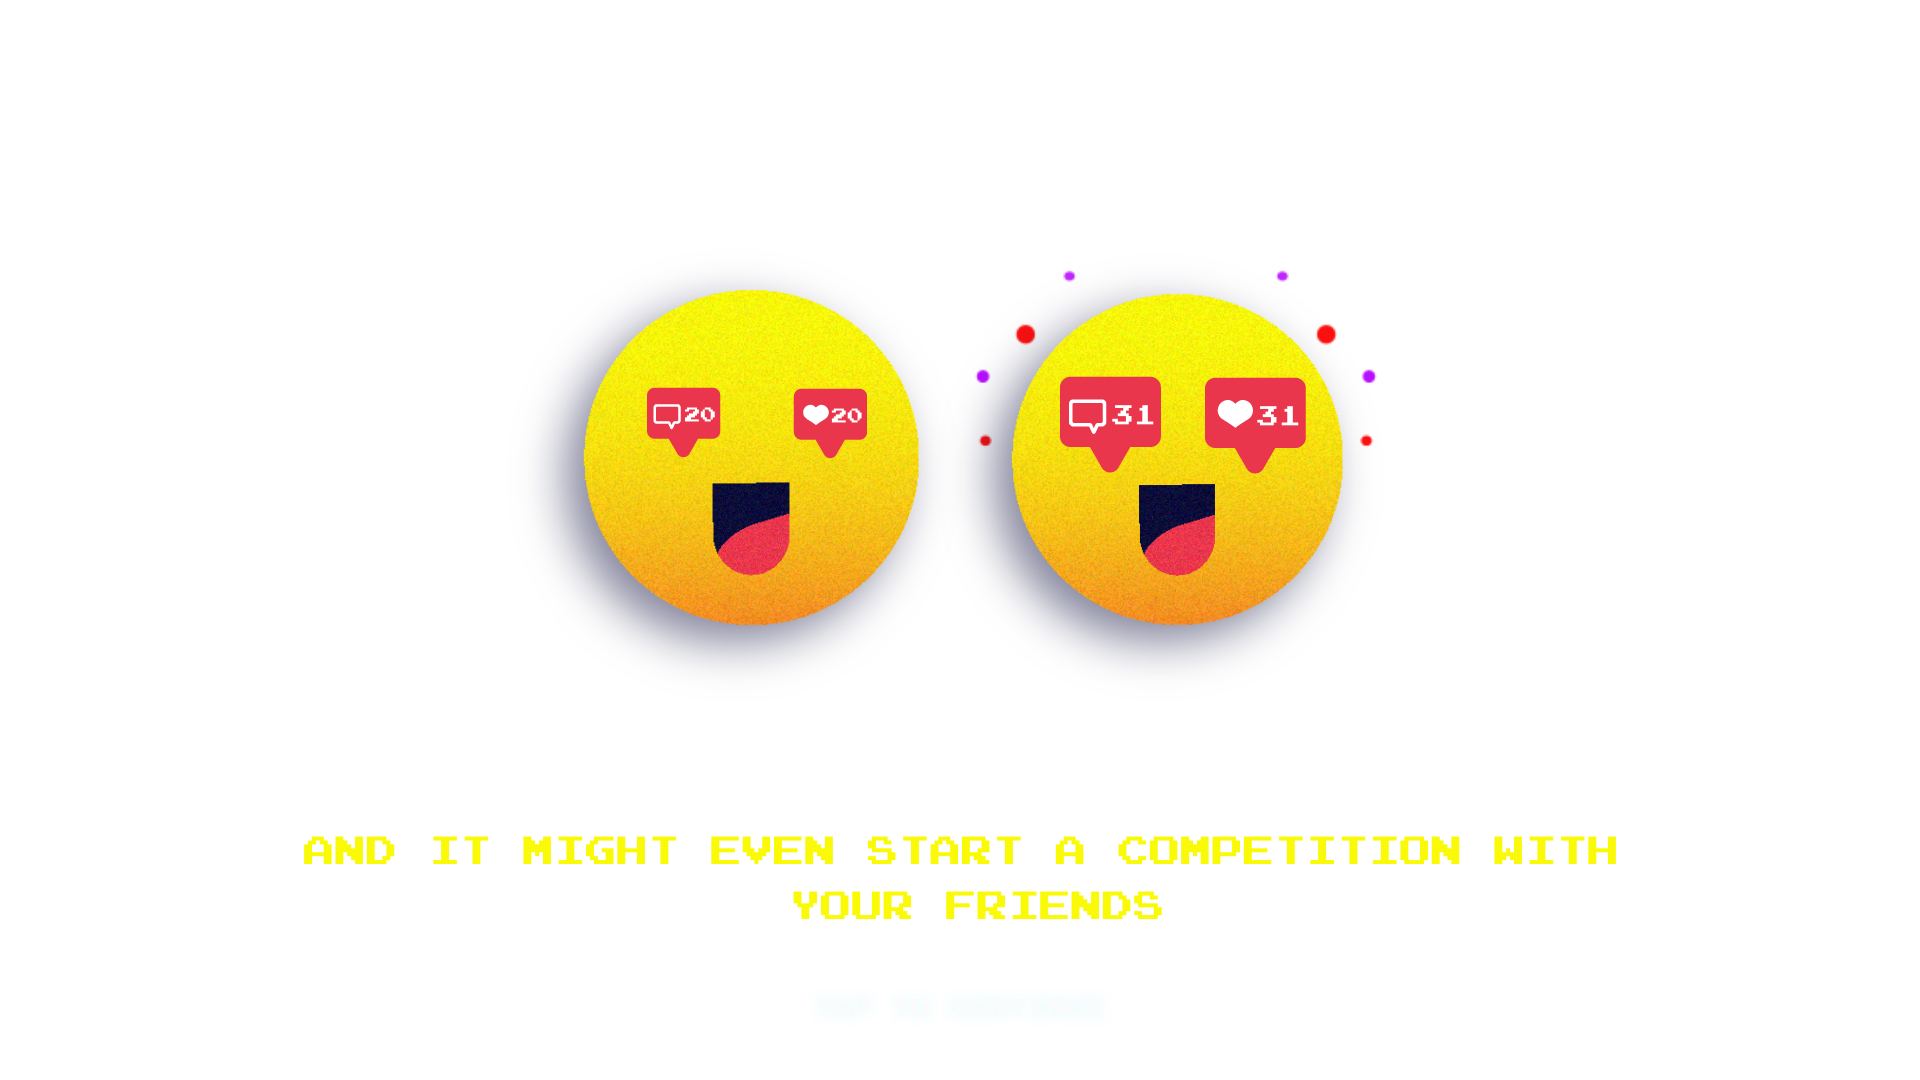 20 20 31 31
AND IT MIGHT EVEN START A COMPETITION WITH
YOUR FRIENDS